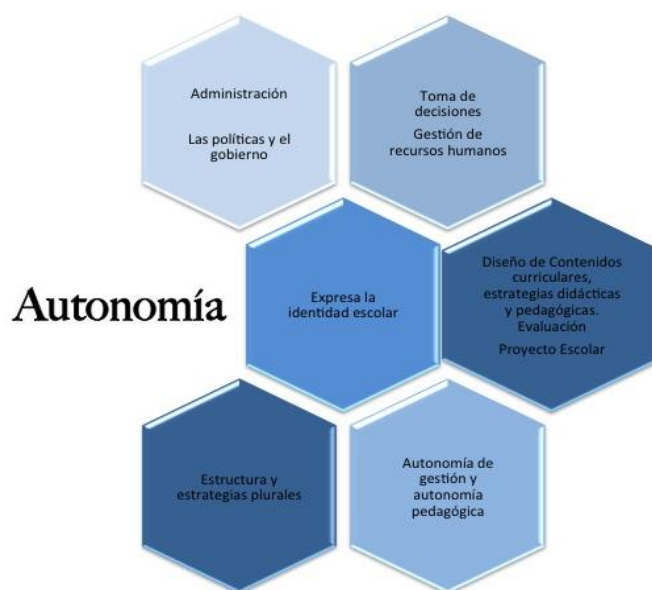 Administración
Las políticas y el
gobierno
Toma de
decisiones
Gestión de
recursos humanos
Autonomía
Expresa la
identidad escolar
Diseño de Contenidos
curriculares,
estrategias didácticas
y pedagógicas.
Evaluación
Proyecto Escolar
Estructura y
estrategias plurales
Autonomía de
gestión y
autonomía
pedagógica